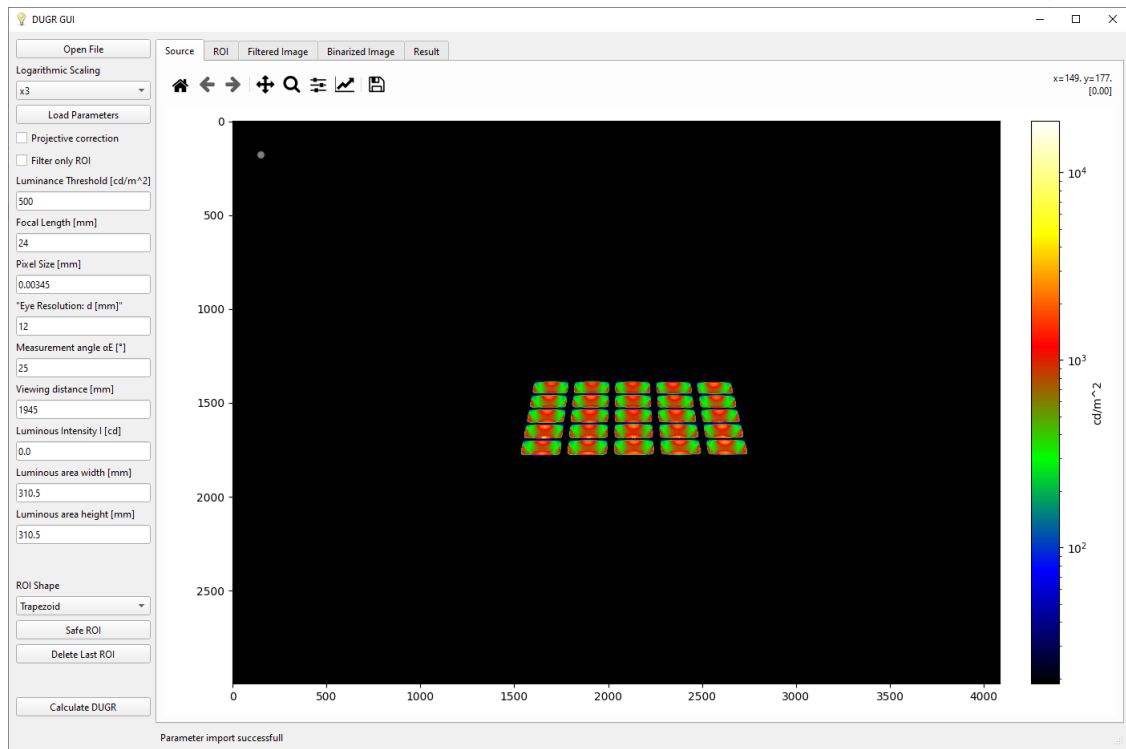 DUGR GUI
Open File
Logarithmic Scaling
x3
Load Parameters
Projective correction
Filter only ROI
Luminance Threshold [cd/m^2]
500
Focal Length [mm]
24
Pixel Size [mm]
0.00345
"Eye Resolution: d [mm]"
12
Measurement angle αE [°]
25
Viewing distance [mm]
1945
Luminous Intensity I [cd]
0.0
Luminous area width [mm]
310.5
Luminous area height [mm]
310.5
ROI Shape
Trapezoid
Safe ROI
Delete Last ROI
Calculate DUGR
Source ROI Filtered Image Binarized Image Result
x=149. y=177.
[0.00]
0
500
1000
1500
2000
2500
0 500 1000 1500 2000 2500 3000 3500 4000
10^4
10^3
10^2
cd/m^2
Parameter import successfull